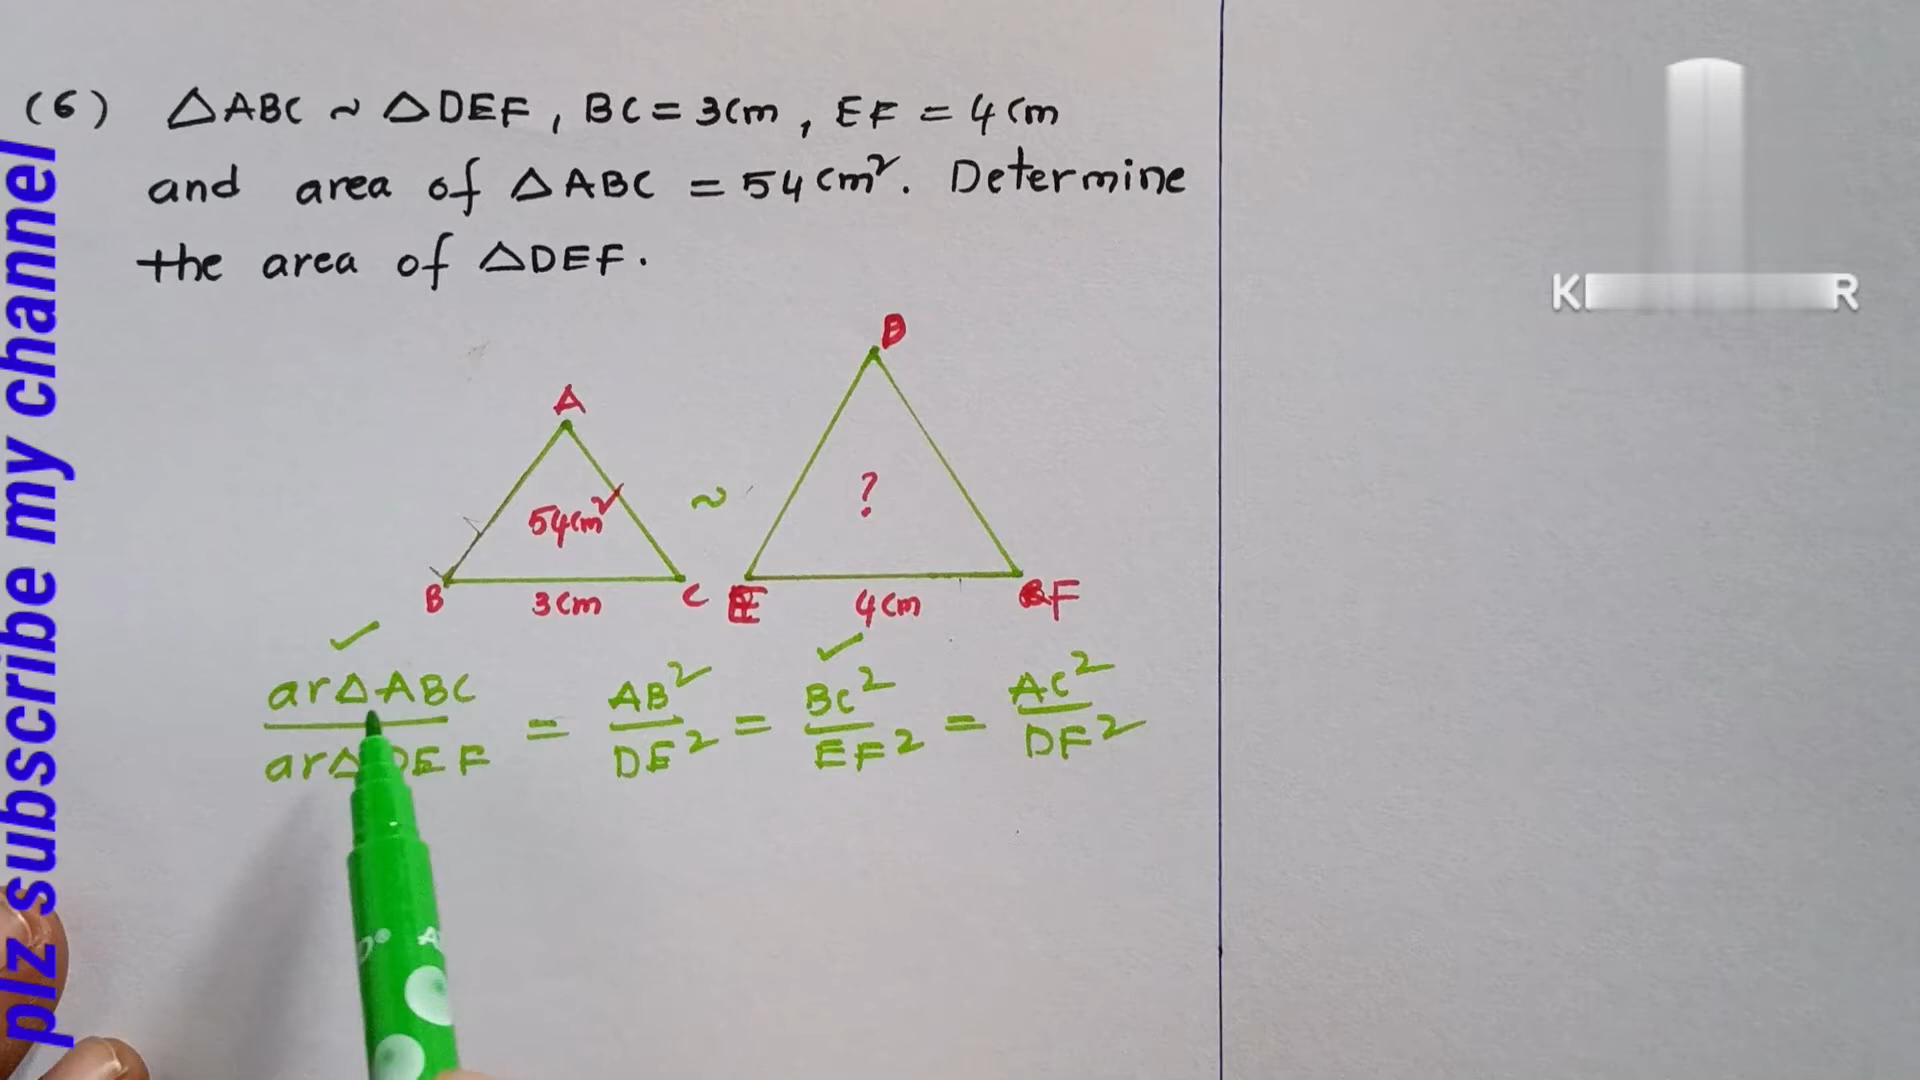 (6) △ABC ~ △DEF, BC = 3cm, EF = 4cm
and area of △ABC = 54cm². Determine
the area of △DEF.
A
D
54cm²
~
?
B
3cm
C
E
4cm
F
ar△ABC / ar△DEF = AB² / DE² = BC² / EF² = AC² / DF²
plz subscribe my channel
K R